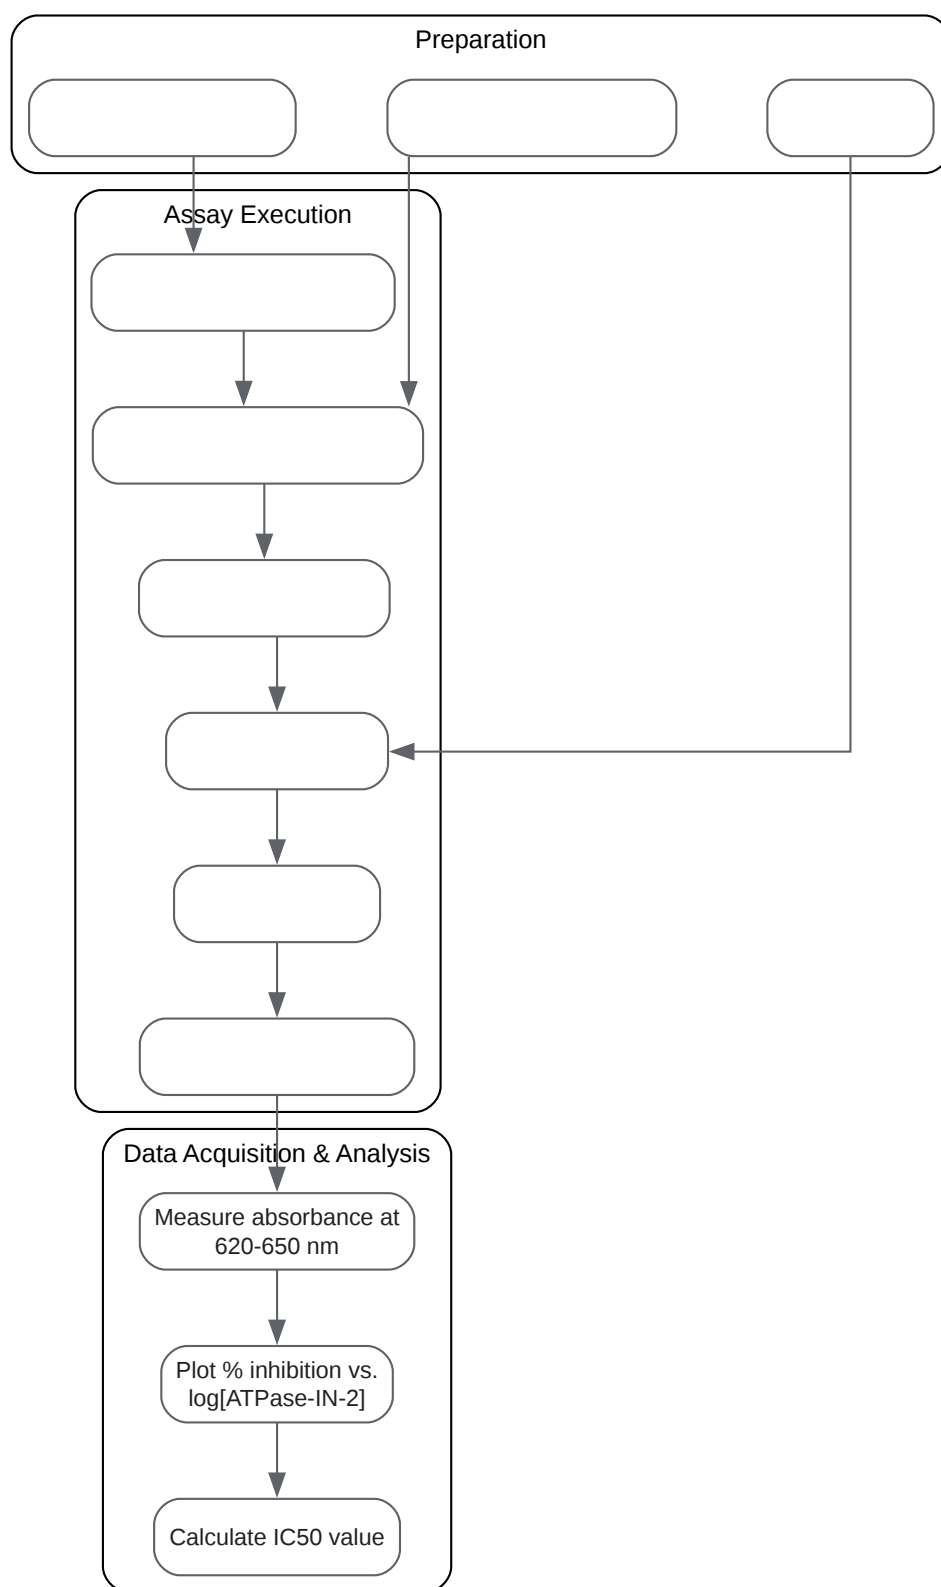 Preparation
Assay Execution
Data Acquisition & Analysis
Measure absorbance at
620-650 nm
Plot % inhibition vs.
log[ATPase-IN-2]
Calculate IC50 value